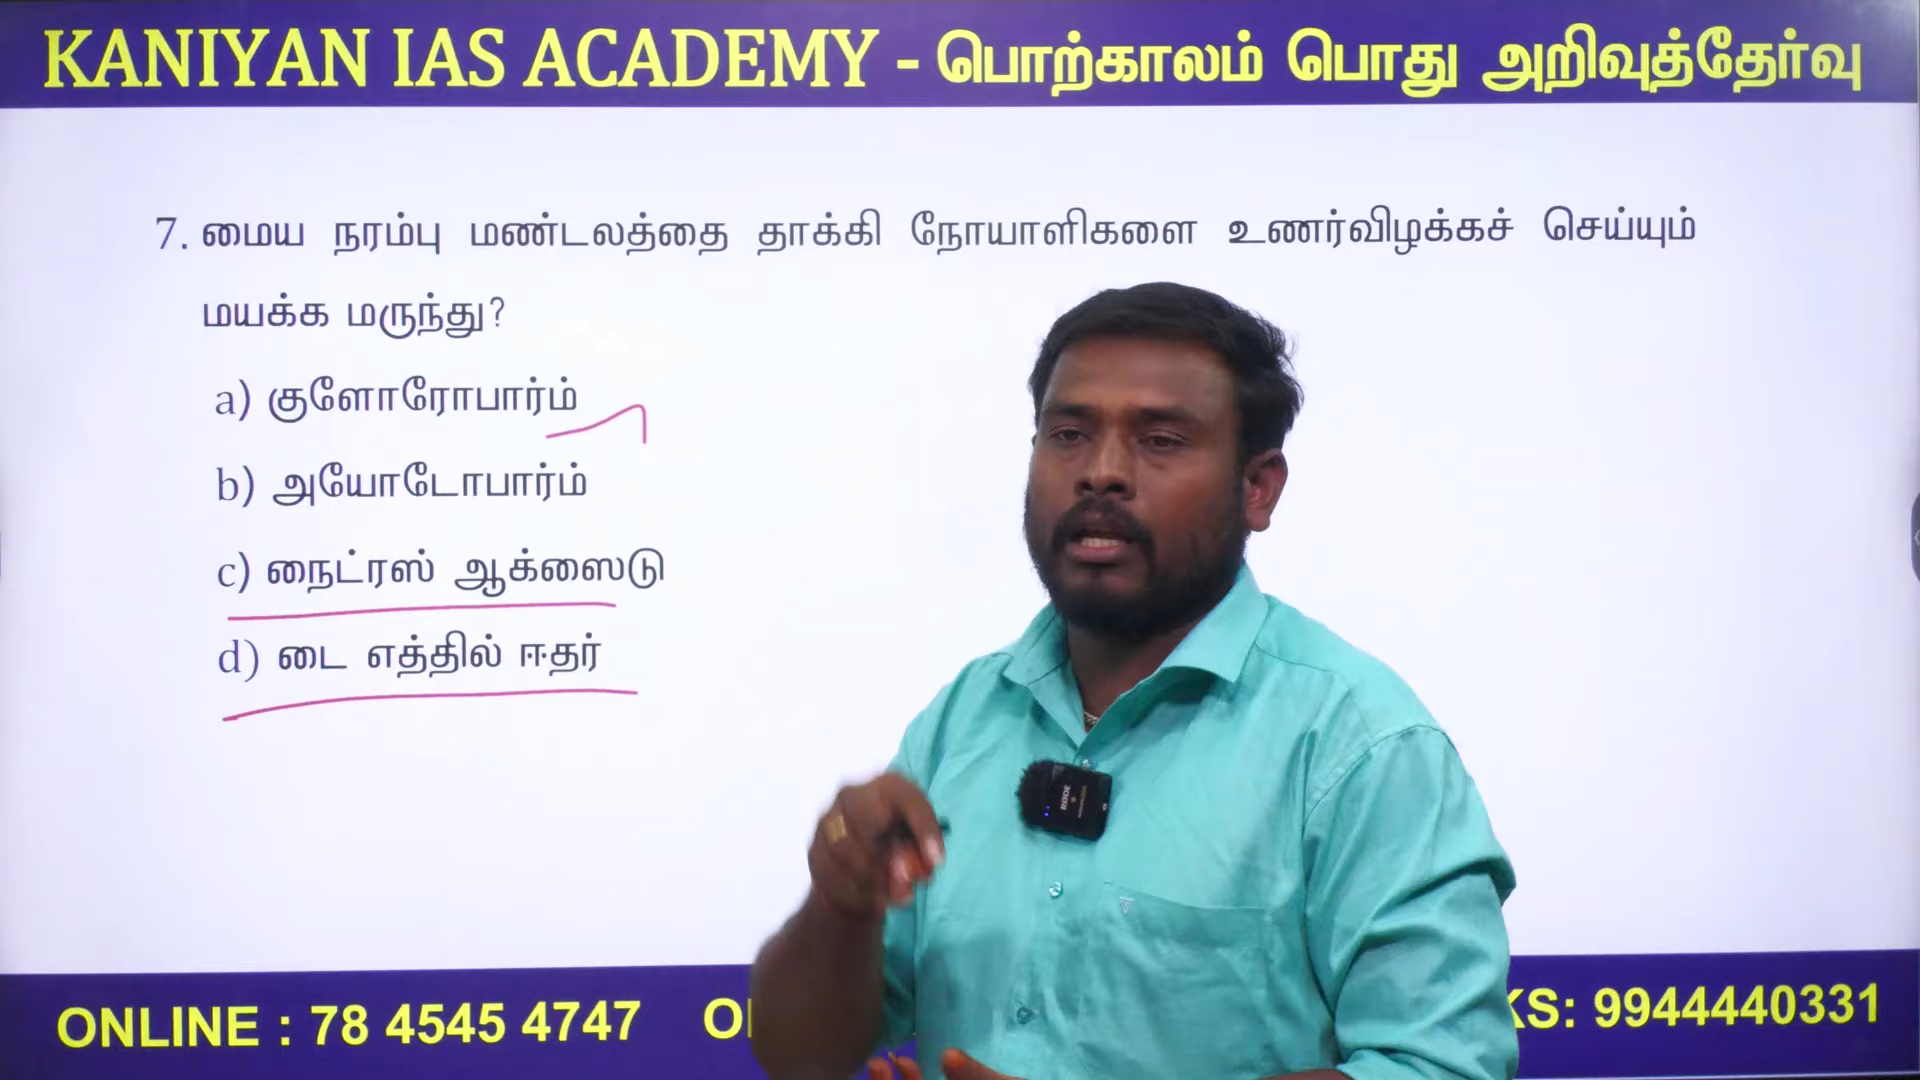 KANIYAN IAS ACADEMY - பொற்காலம் பொது அறிவுத்தேர்வு
7. மைய நரம்பு மண்டலத்தை தாக்கி நோயாளிகளை உணர்விழக்கச் செய்யும்
மயக்க மருந்து?
a) குளோரோபார்ம்
b) அயோடோபார்ம்
c) நைட்ரஸ் ஆக்ஸைடு
d) டை எத்தில் ஈதர்
RODE
ONLINE : 78 4545 4747 KS: 9944440331